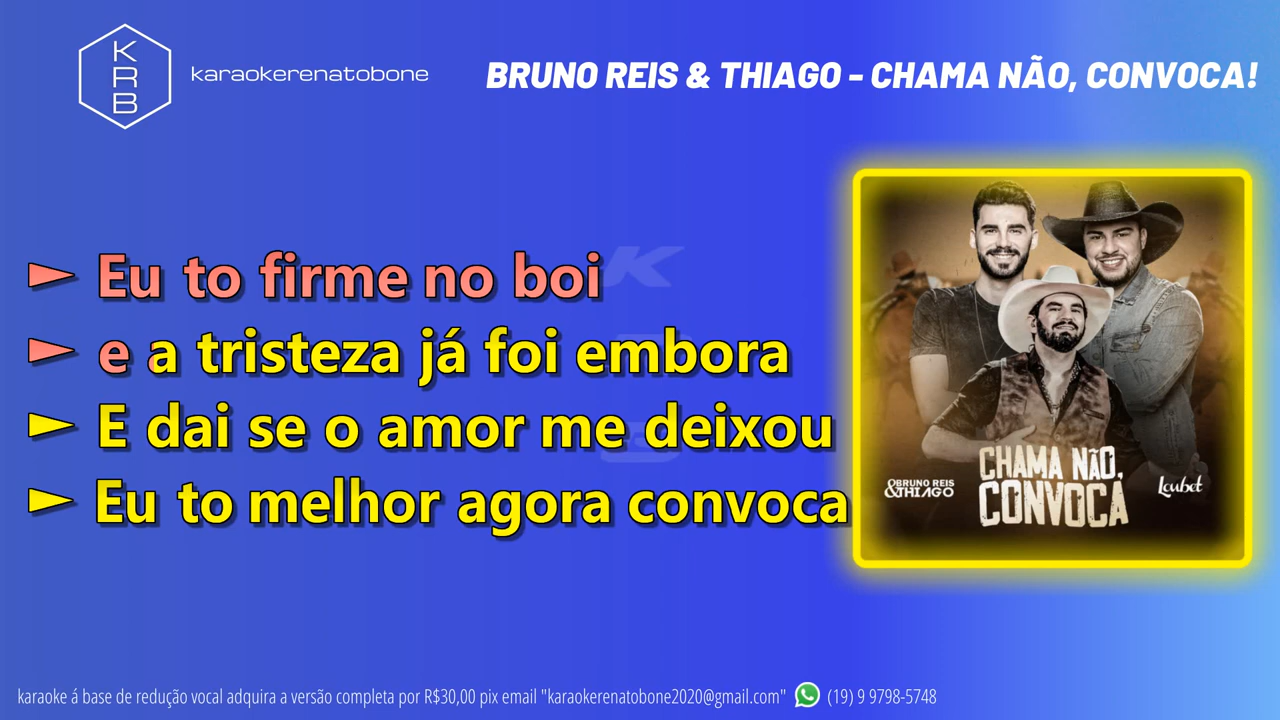 KRB
karaokerenatobone
BRUNO REIS & THIAGO - CHAMA NÃO, CONVOCA!
Eu to firme no boi
e a tristeza já foi embora
E dai se o amor me deixou
Eu to melhor agora convoca
CHAMA NÃO,
CONVOCA
BRUNO REIS
&THIAGO
Loubet
karaoke á base de redução vocal adquira a versão completa por R$30,00 pix email "karaokerenatobone2020@gmail.com" (19) 9 9798-5748